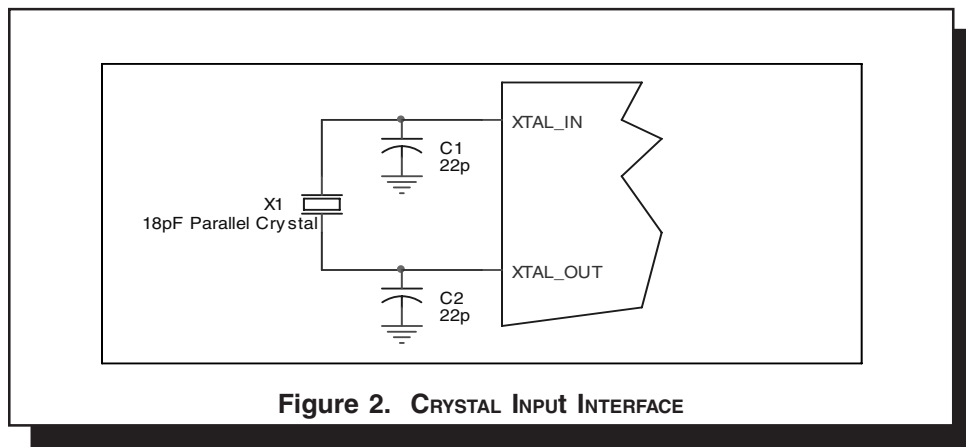 XTAL_IN
C1
22p
X1
18pF Parallel Crystal
XTAL_OUT
C2
22p
Figure 2. CRYSTAL INPUt INTERFACE